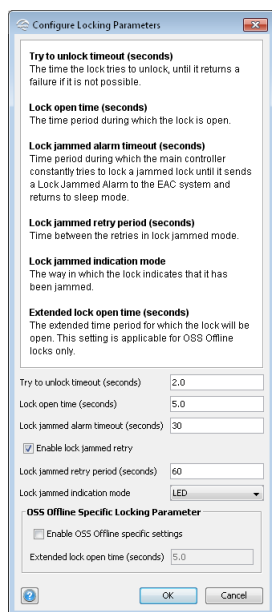 Configure Locking Parameters
Try to unlock timeout (seconds)
The time the lock tries to unlock, until it returns a
failure if it is not possible.
Lock open time (seconds)
The time period during which the lock is open.
Lock jammed alarm timeout (seconds)
Time period during which the main controller
constantly tries to lock a jammed lock until it sends
a Lock Jammed Alarm to the EAC system and
returns to sleep mode.
Lock jammed retry period (seconds)
Time between the retries in lock jammed mode.
Lock jammed indication mode
The way in which the lock indicates that it has
been jammed.
Extended lock open time (seconds)
The extended time period for which the lock will be
open. This setting is applicable for OSS Offline
locks only.
Try to unlock timeout (seconds) 2.0
Lock open time (seconds) 5.0
Lock jammed alarm timeout (seconds) 30
Enable lock jammed retry
Lock jammed retry period (seconds) 60
Lock jammed indication mode LED
OSS Offline Specific Locking Parameter
Enable OSS Offline specific settings
Extended lock open time (seconds) 5.0
? OK Cancel